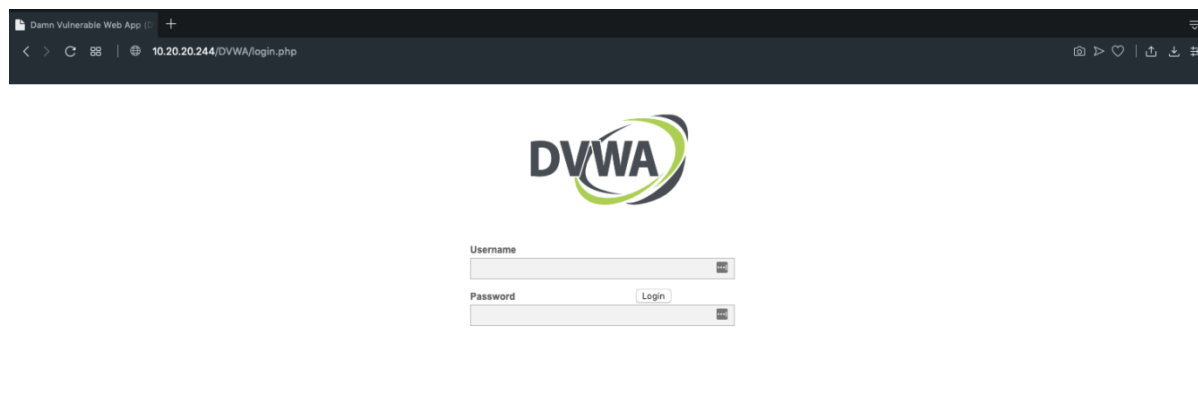 Damn Vulnerable Web App (D
10.20.20.244/DVWA/login.php
DVWA
Username
Password
Login